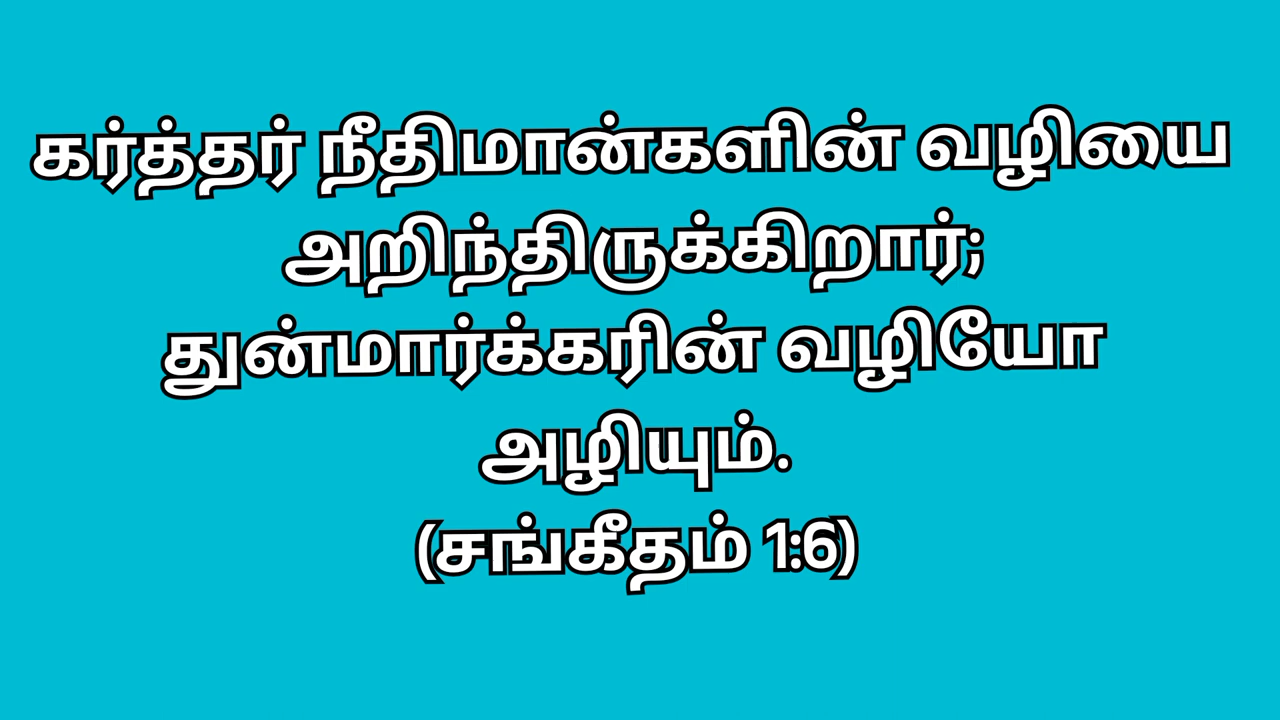 கர்த்தர் நீதிமான்களின் வழியை
அறிந்திருக்கிறார்;
துன்மார்க்கரின் வழியோ
அழியும்.
(சங்கீதம் 1:6)